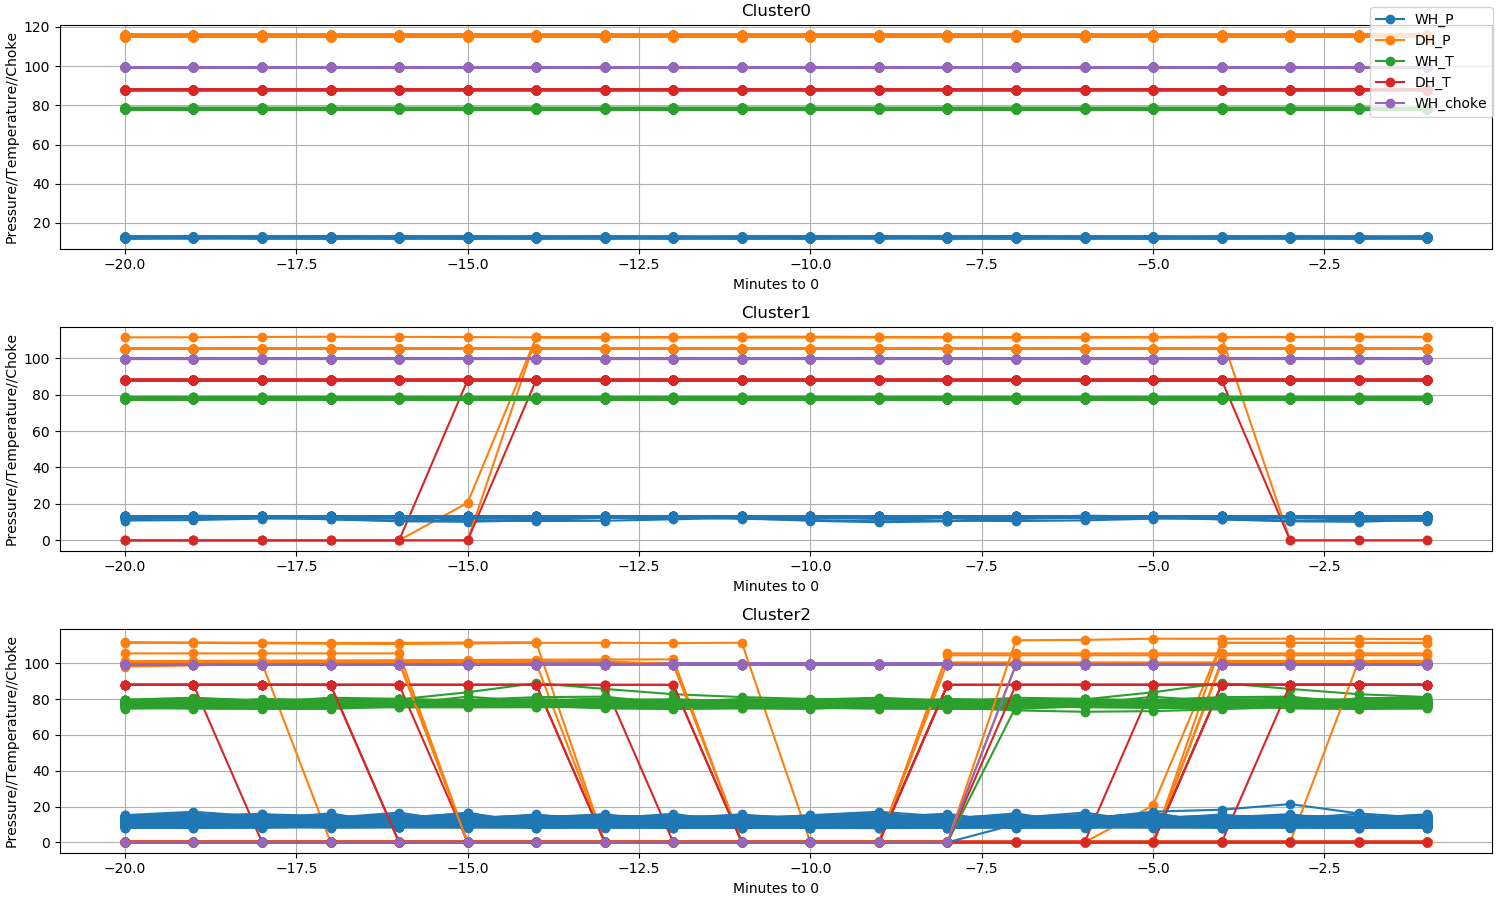 Cluster0
WH_P
DH_P
WH_T
DH_T
WH_choke
Pressure//Temperature//Choke
120
100
80
60
40
20
−20.0 −17.5 −15.0 −12.5 −10.0 −7.5 −5.0 −2.5
Minutes to 0
Cluster1
Pressure//Temperature//Choke
100
80
60
40
20
0
−20.0 −17.5 −15.0 −12.5 −10.0 −7.5 −5.0 −2.5
Minutes to 0
Cluster2
Pressure//Temperature//Choke
100
80
60
40
20
0
−20.0 −17.5 −15.0 −12.5 −10.0 −7.5 −5.0 −2.5
Minutes to 0